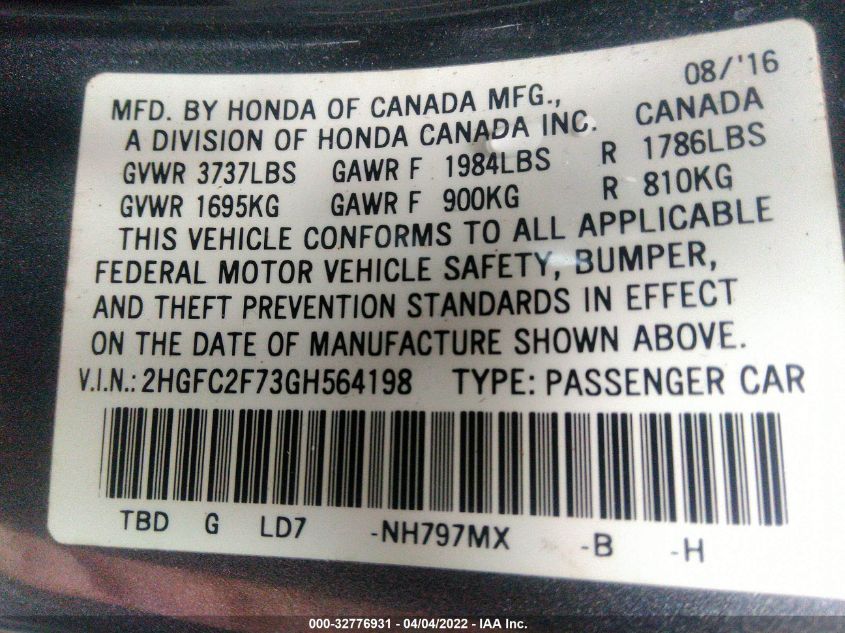 08/'16
MFD. BY HONDA OF CANADA MFG.,
A DIVISION OF HONDA CANADA INC. CANADA
GVWR 3737LBS GAWR F 1984LBS R 1786LBS
GVWR 1695KG GAWR F 900KG R 810KG
THIS VEHICLE CONFORMS TO ALL APPLICABLE
FEDERAL MOTOR VEHICLE SAFETY, BUMPER,
AND THEFT PREVENTION STANDARDS IN EFFECT
ON THE DATE OF MANUFACTURE SHOWN ABOVE.
V.I.N.: 2HGFC2F73GH564198 TYPE: PASSENGER CAR
TBD G LD7 -NH797MX -B -H
000-32776931 - 04/04/2022 - IAA Inc.